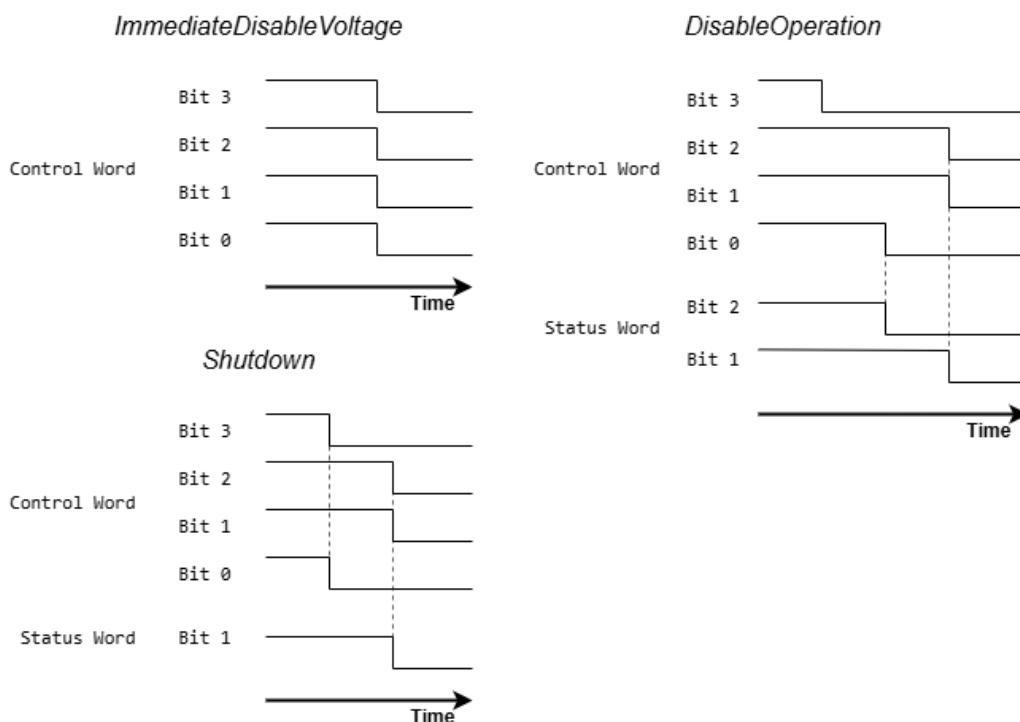 ImmediateDisableVoltage
Bit 3
Bit 2
Control Word
Bit 1
Bit 0
Time
DisableOperation
Bit 3
Bit 2
Control Word
Bit 1
Bit 0
Bit 2
Status Word
Bit 1
Time
Shutdown
Bit 3
Bit 2
Control Word
Bit 1
Bit 0
Status Word Bit 1
Time